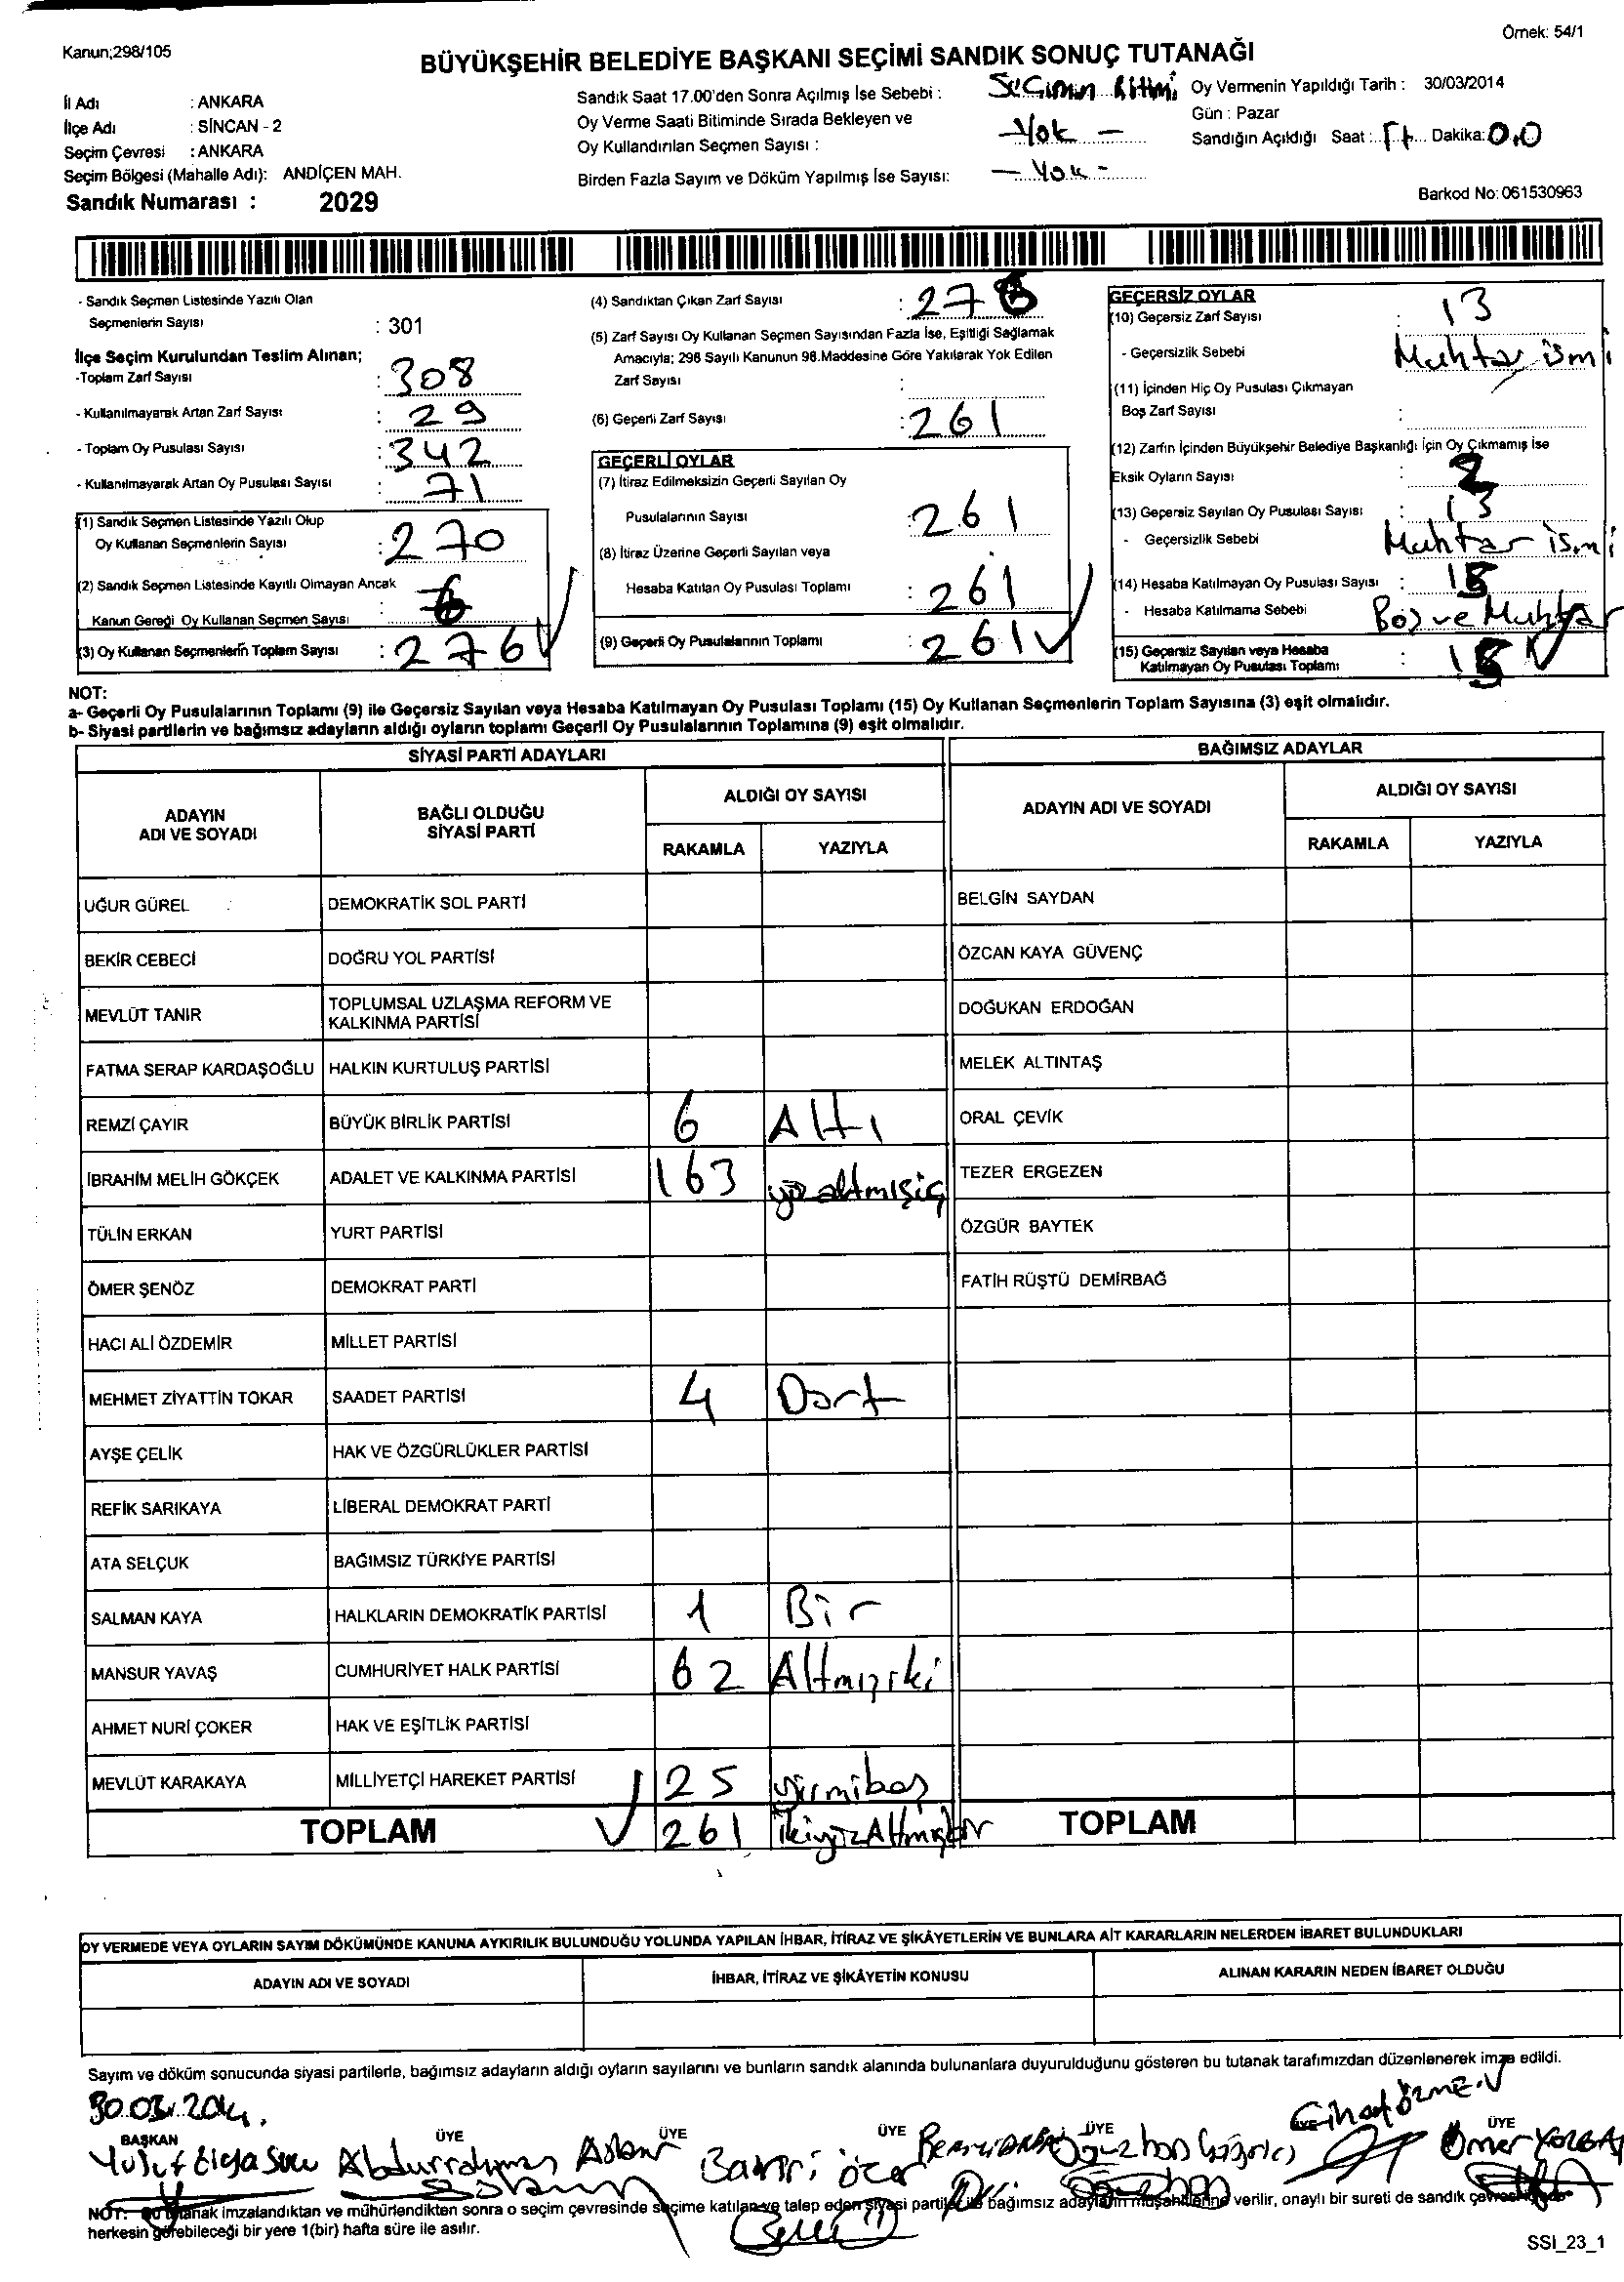 Örnek: 54/1
Kanun;298/105
BÜYÜKŞEHİR BELEDİYE BAŞKANI SEÇİMİ SANDIK SONUÇ TUTANAĞI
İl Adı : ANKARA
İlçe Adı : SİNCAN - 2
Seçim Çevresi : ANKARA
Seçim Bölgesi (Mahalle Adı): ANDİÇEN MAH.
Sandık Numarası : 2029
Sandık Saat 17.00'den Sonra Açılmış İse Sebebi :
Oy Verme Saati Bitiminde Sırada Bekleyen ve
Oy Kullandırılan Seçmen Sayısı : -Yok -
Birden Fazla Sayım ve Döküm Yapılmış İse Sayısı: - Yok -
Oy Vermenin Yapıldığı Tarih : 30/03/2014
Gün : Pazar
Sandığın Açıldığı Saat : Dakika: 00
Barkod No: 061530963
- Sandık Seçmen Listesinde Yazılı Olan
Seçmenlerin Sayısı : 301
İlçe Seçim Kurulundan Teslim Alınan;
-Toplam Zarf Sayısı : 308
- Kullanılmayarak Artan Zarf Sayısı : 29
- Toplam Oy Pusulası Sayısı : 342
- Kullanılmayarak Artan Oy Pusulası Sayısı : 71
(1) Sandık Seçmen Listesinde Yazılı Olup
Oy Kullanan Seçmenlerin Sayısı : 270
(2) Sandık Seçmen Listesinde Kayıtlı Olmayan Ancak
Kanun Gereği Oy Kullanan Seçmen Sayısı : 6
(3) Oy Kullanan Seçmenlerin Toplam Sayısı : 276
(4) Sandıktan Çıkan Zarf Sayısı : 276
(5) Zarf Sayısı Oy Kullanan Seçmen Sayısından Fazla İse, Eşitliği Sağlamak
Amacıyla; 298 Sayılı Kanunun 98.Maddesine Göre Yakılarak Yok Edilen
Zarf Sayısı :
(6) Geçerli Zarf Sayısı : 261
GEÇERLİ OYLAR
(7) İtiraz Edilmeksizin Geçerli Sayılan Oy
Pusulalarının Sayısı : 261
(8) İtiraz Üzerine Geçerli Sayılan veya
Hesaba Katılan Oy Pusulası Toplamı : 261
(9) Geçerli Oy Pusulalarının Toplamı : 261
GEÇERSİZ OYLAR
(10) Geçersiz Zarf Sayısı : 13
- Geçersizlik Sebebi Muhtar ismi
(11) İçinden Hiç Oy Pusulası Çıkmayan
Boş Zarf Sayısı :
(12) Zarfın İçinden Büyükşehir Belediye Başkanlığı İçin Oy Çıkmamış İse
Eksik Oyların Sayısı : 2
(13) Geçersiz Sayılan Oy Pusulası Sayısı : 13
- Geçersizlik Sebebi Muhtar ismi
(14) Hesaba Katılmayan Oy Pusulası Sayısı : 15
- Hesaba Katılmama Sebebi Boş ve Muhtar
(15) Geçersiz Sayılan veya Hesaba
Katılmayan Oy Pusulası Toplamı : 15
NOT:
a- Geçerli Oy Pusulalarının Toplamı (9) ile Geçersiz Sayılan veya Hesaba Katılmayan Oy Pusulası Toplamı (15) Oy Kullanan Seçmenlerin Toplam Sayısına (3) eşit olmalıdır.
b- Siyasi partilerin ve bağımsız adayların aldığı oyların toplamı Geçerli Oy Pusulalarının Toplamına (9) eşit olmalıdır.
SİYASİ PARTİ ADAYLARI BAĞIMSIZ ADAYLAR
ADAYIN ADI VE SOYADI BAĞLI OLDUĞU SİYASİ PARTİ ALDIĞI OY SAYISI ADAYIN ADI VE SOYADI ALDIĞI OY SAYISI
RAKAMLA YAZIYLA RAKAMLA YAZIYLA
UĞUR GÜREL DEMOKRATİK SOL PARTİ BELGİN SAYDAN
BEKİR CEBECİ DOĞRU YOL PARTİSİ ÖZCAN KAYA GÜVENÇ
MEVLÜT TANIR TOPLUMSAL UZLAŞMA REFORM VE KALKINMA PARTİSİ DOĞUKAN ERDOĞAN
FATMA SERAP KARDAŞOĞLU HALKIN KURTULUŞ PARTİSİ MELEK ALTINTAŞ
REMZİ ÇAYIR BÜYÜK BİRLİK PARTİSİ 6 Altı ORAL ÇEVİK
İBRAHİM MELİH GÖKÇEK ADALET VE KALKINMA PARTİSİ 163 TEZER ERGEZEN
TÜLİN ERKAN YURT PARTİSİ ÖZGÜR BAYTEK
ÖMER ŞENÖZ DEMOKRAT PARTİ FATİH RÜŞTÜ DEMİRBAĞ
HACI ALİ ÖZDEMİR MİLLET PARTİSİ
MEHMET ZİYATTİN TOKAR SAADET PARTİSİ 4 Dört
AYŞE ÇELİK HAK VE ÖZGÜRLÜKLER PARTİSİ
REFİK SARIKAYA LİBERAL DEMOKRAT PARTİ
ATA SELÇUK BAĞIMSIZ TÜRKİYE PARTİSİ
SALMAN KAYA HALKLARIN DEMOKRATİK PARTİSİ 1 Bir
MANSUR YAVAŞ CUMHURİYET HALK PARTİSİ 62 Altmışiki
AHMET NURİ ÇOKER HAK VE EŞİTLİK PARTİSİ
MEVLÜT KARAKAYA MİLLİYETÇİ HAREKET PARTİSİ 25 yirmibeş
TOPLAM 261 ikiyüzAltmışbir TOPLAM
OY VERMEDE VEYA OYLARIN SAYIM DÖKÜMÜNDE KANUNA AYKIRILIK BULUNDUĞU YOLUNDA YAPILAN İHBAR, İTİRAZ VE ŞİKÂYETLERİN VE BUNLARA AİT KARARLARIN NELERDEN İBARET BULUNDUKLARI
ADAYIN ADI VE SOYADI İHBAR, İTİRAZ VE ŞİKÂYETİN KONUSU ALINAN KARARIN NEDEN İBARET OLDUĞU
Sayım ve döküm sonucunda siyasi partilerle, bağımsız adayların aldığı oyların sayılarını ve bunların sandık alanında bulunanlara duyurulduğunu gösteren bu tutanak tarafımızdan düzenlenerek imza edildi.
30.03.2014.
BAŞKAN ÜYE ÜYE ÜYE ÜYE ÜYE ÜYE
Abdurrahman Aslan
NOT: Bu tutanak imzalandıktan ve mühürlendikten sonra o seçim çevresinde seçime katılan ve talep eden siyasi partiler ile bağımsız adayların müşahitlerine verilir, onaylı bir sureti de sandık çevresinde
herkesin görebileceği bir yere 1(bir) hafta süre ile asılır.
SSI_23_1